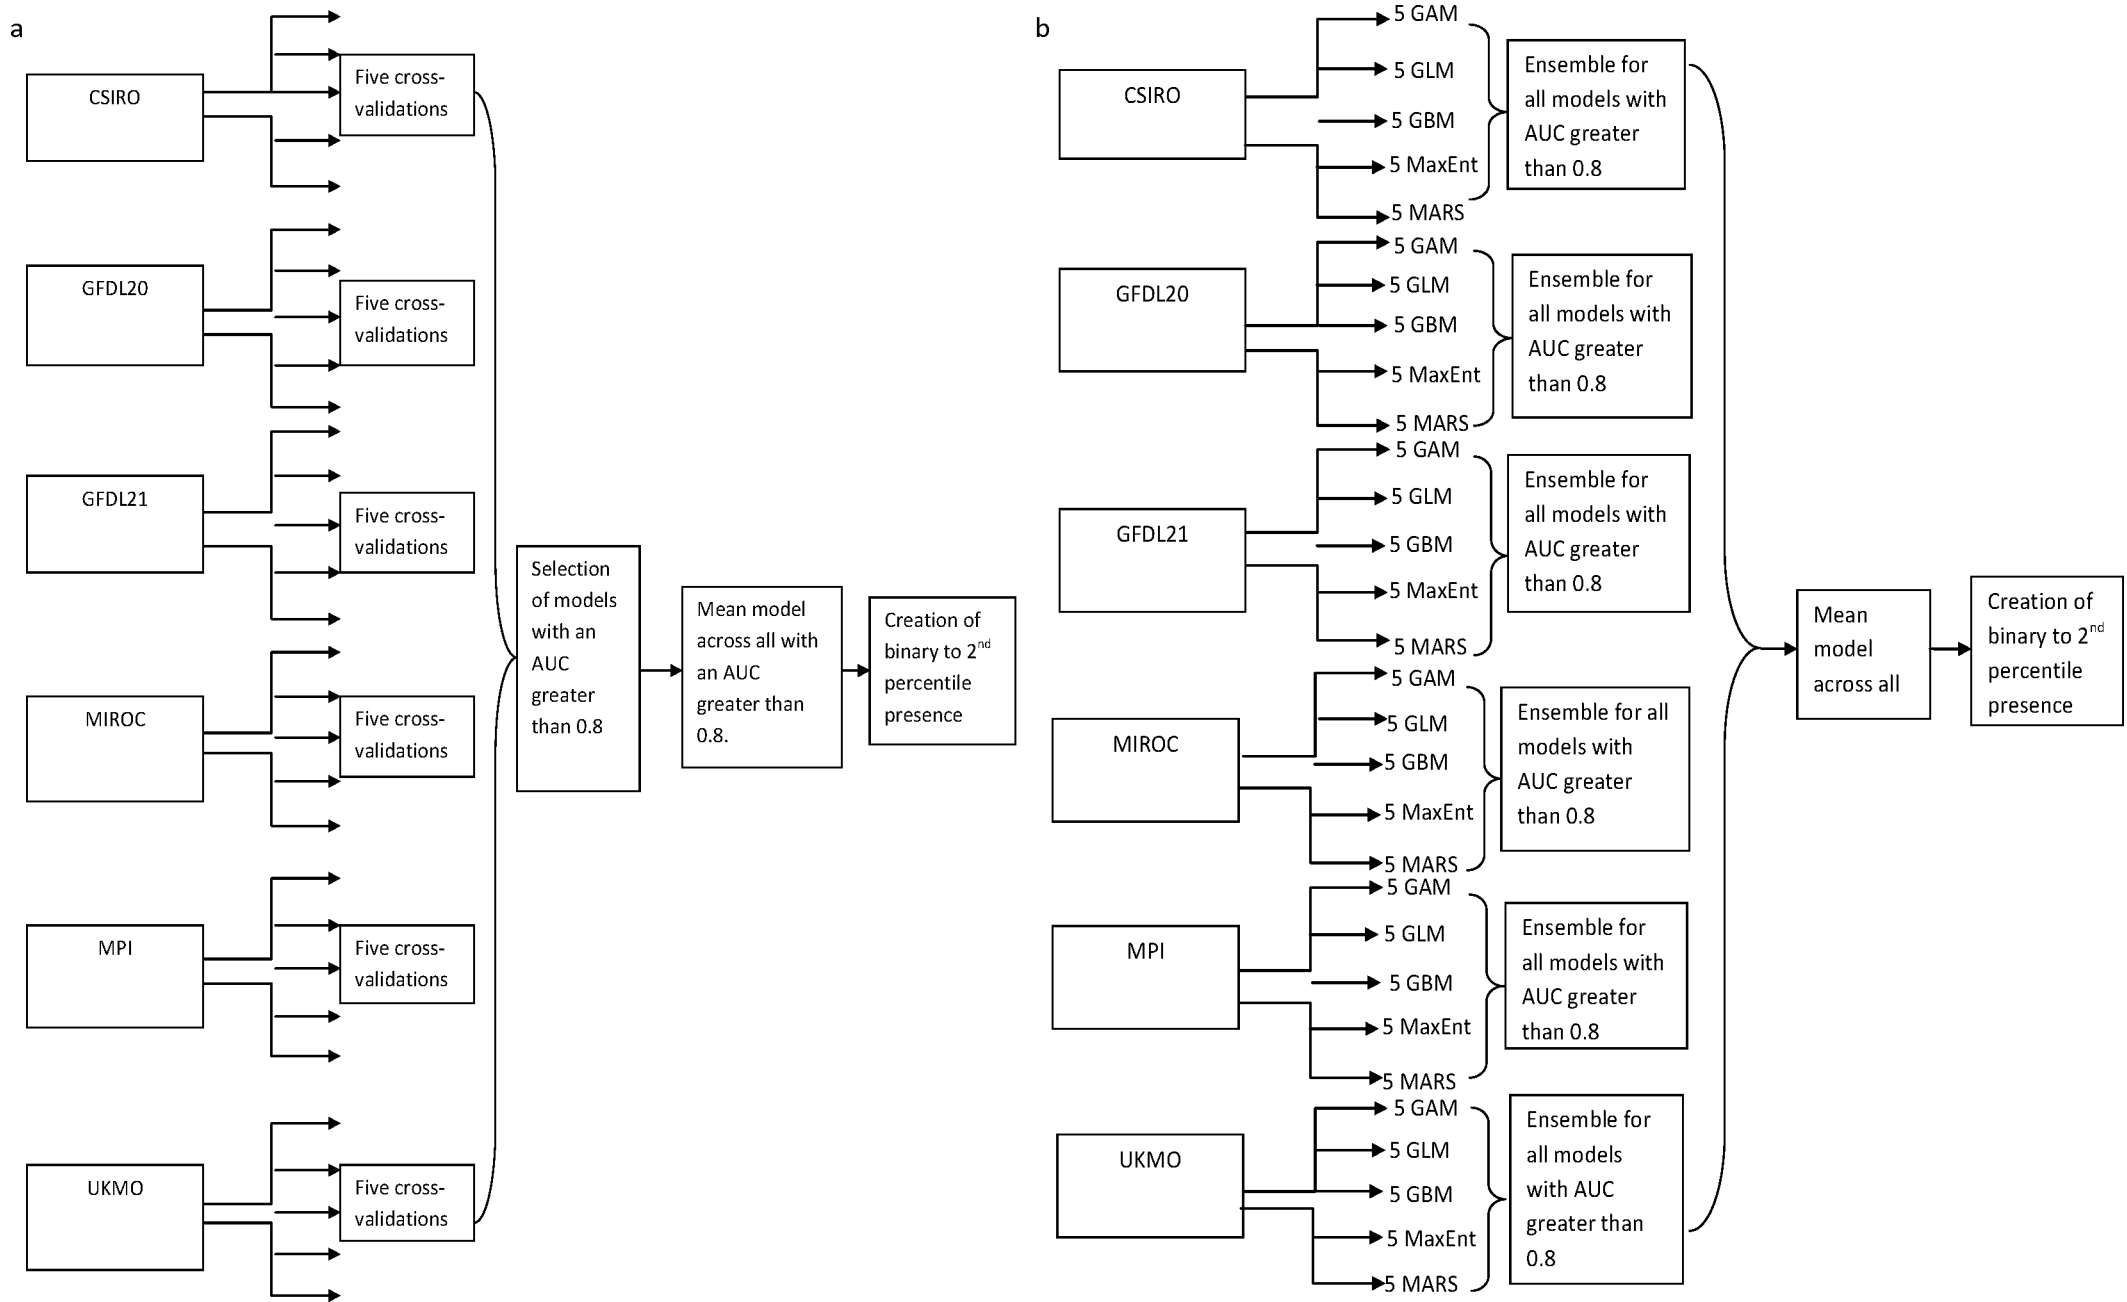 a
CSIRO
Five cross-
validations
GFDL20
Five cross-
validations
GFDL21
Five cross-
validations
MIROC
Five cross-
validations
MPI
Five cross-
validations
UKMO
Five cross-
validations
Selection
of models
with an
AUC
greater
than 0.8
Mean model
across all with
an AUC
greater than
0.8.
Creation of
binary to 2nd
percentile
presence
b
CSIRO
5 GAM
5 GLM
5 GBM
5 MaxEnt
5 MARS
Ensemble for
all models with
AUC greater
than 0.8
GFDL20
5 GAM
5 GLM
5 GBM
5 MaxEnt
5 MARS
Ensemble for
all models with
AUC greater
than 0.8
GFDL21
5 GAM
5 GLM
5 GBM
5 MaxEnt
5 MARS
Ensemble for
all models with
AUC greater
than 0.8
MIROC
5 GAM
5 GLM
5 GBM
5 MaxEnt
5 MARS
Ensemble for all
models with
AUC greater
than 0.8
MPI
5 GAM
5 GLM
5 GBM
5 MaxEnt
5 MARS
Ensemble for
all models with
AUC greater
than 0.8
UKMO
5 GAM
5 GLM
5 GBM
5 MaxEnt
5 MARS
Ensemble for
all models
with AUC
greater than
0.8
Mean
model
across all
Creation of
binary to 2nd
percentile
presence